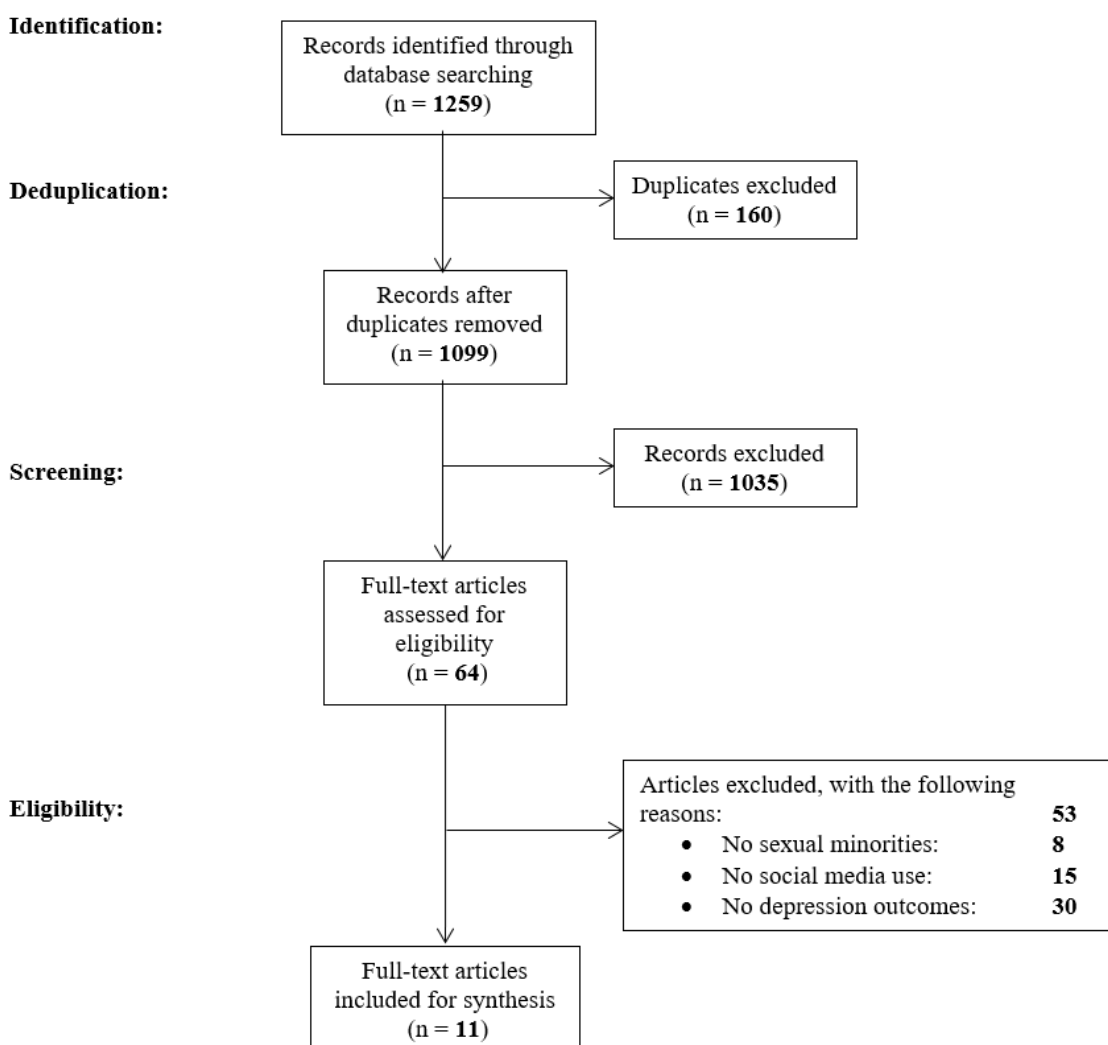 Identification:
Records identified through
database searching
(n = 1259)
Deduplication:
Duplicates excluded
(n = 160)
Records after
duplicates removed
(n = 1099)
Screening:
Records excluded
(n = 1035)
Full-text articles
assessed for
eligibility
(n = 64)
Eligibility:
Articles excluded, with the following
reasons: 53
• No sexual minorities: 8
• No social media use: 15
• No depression outcomes: 30
Full-text articles
included for synthesis
(n = 11)